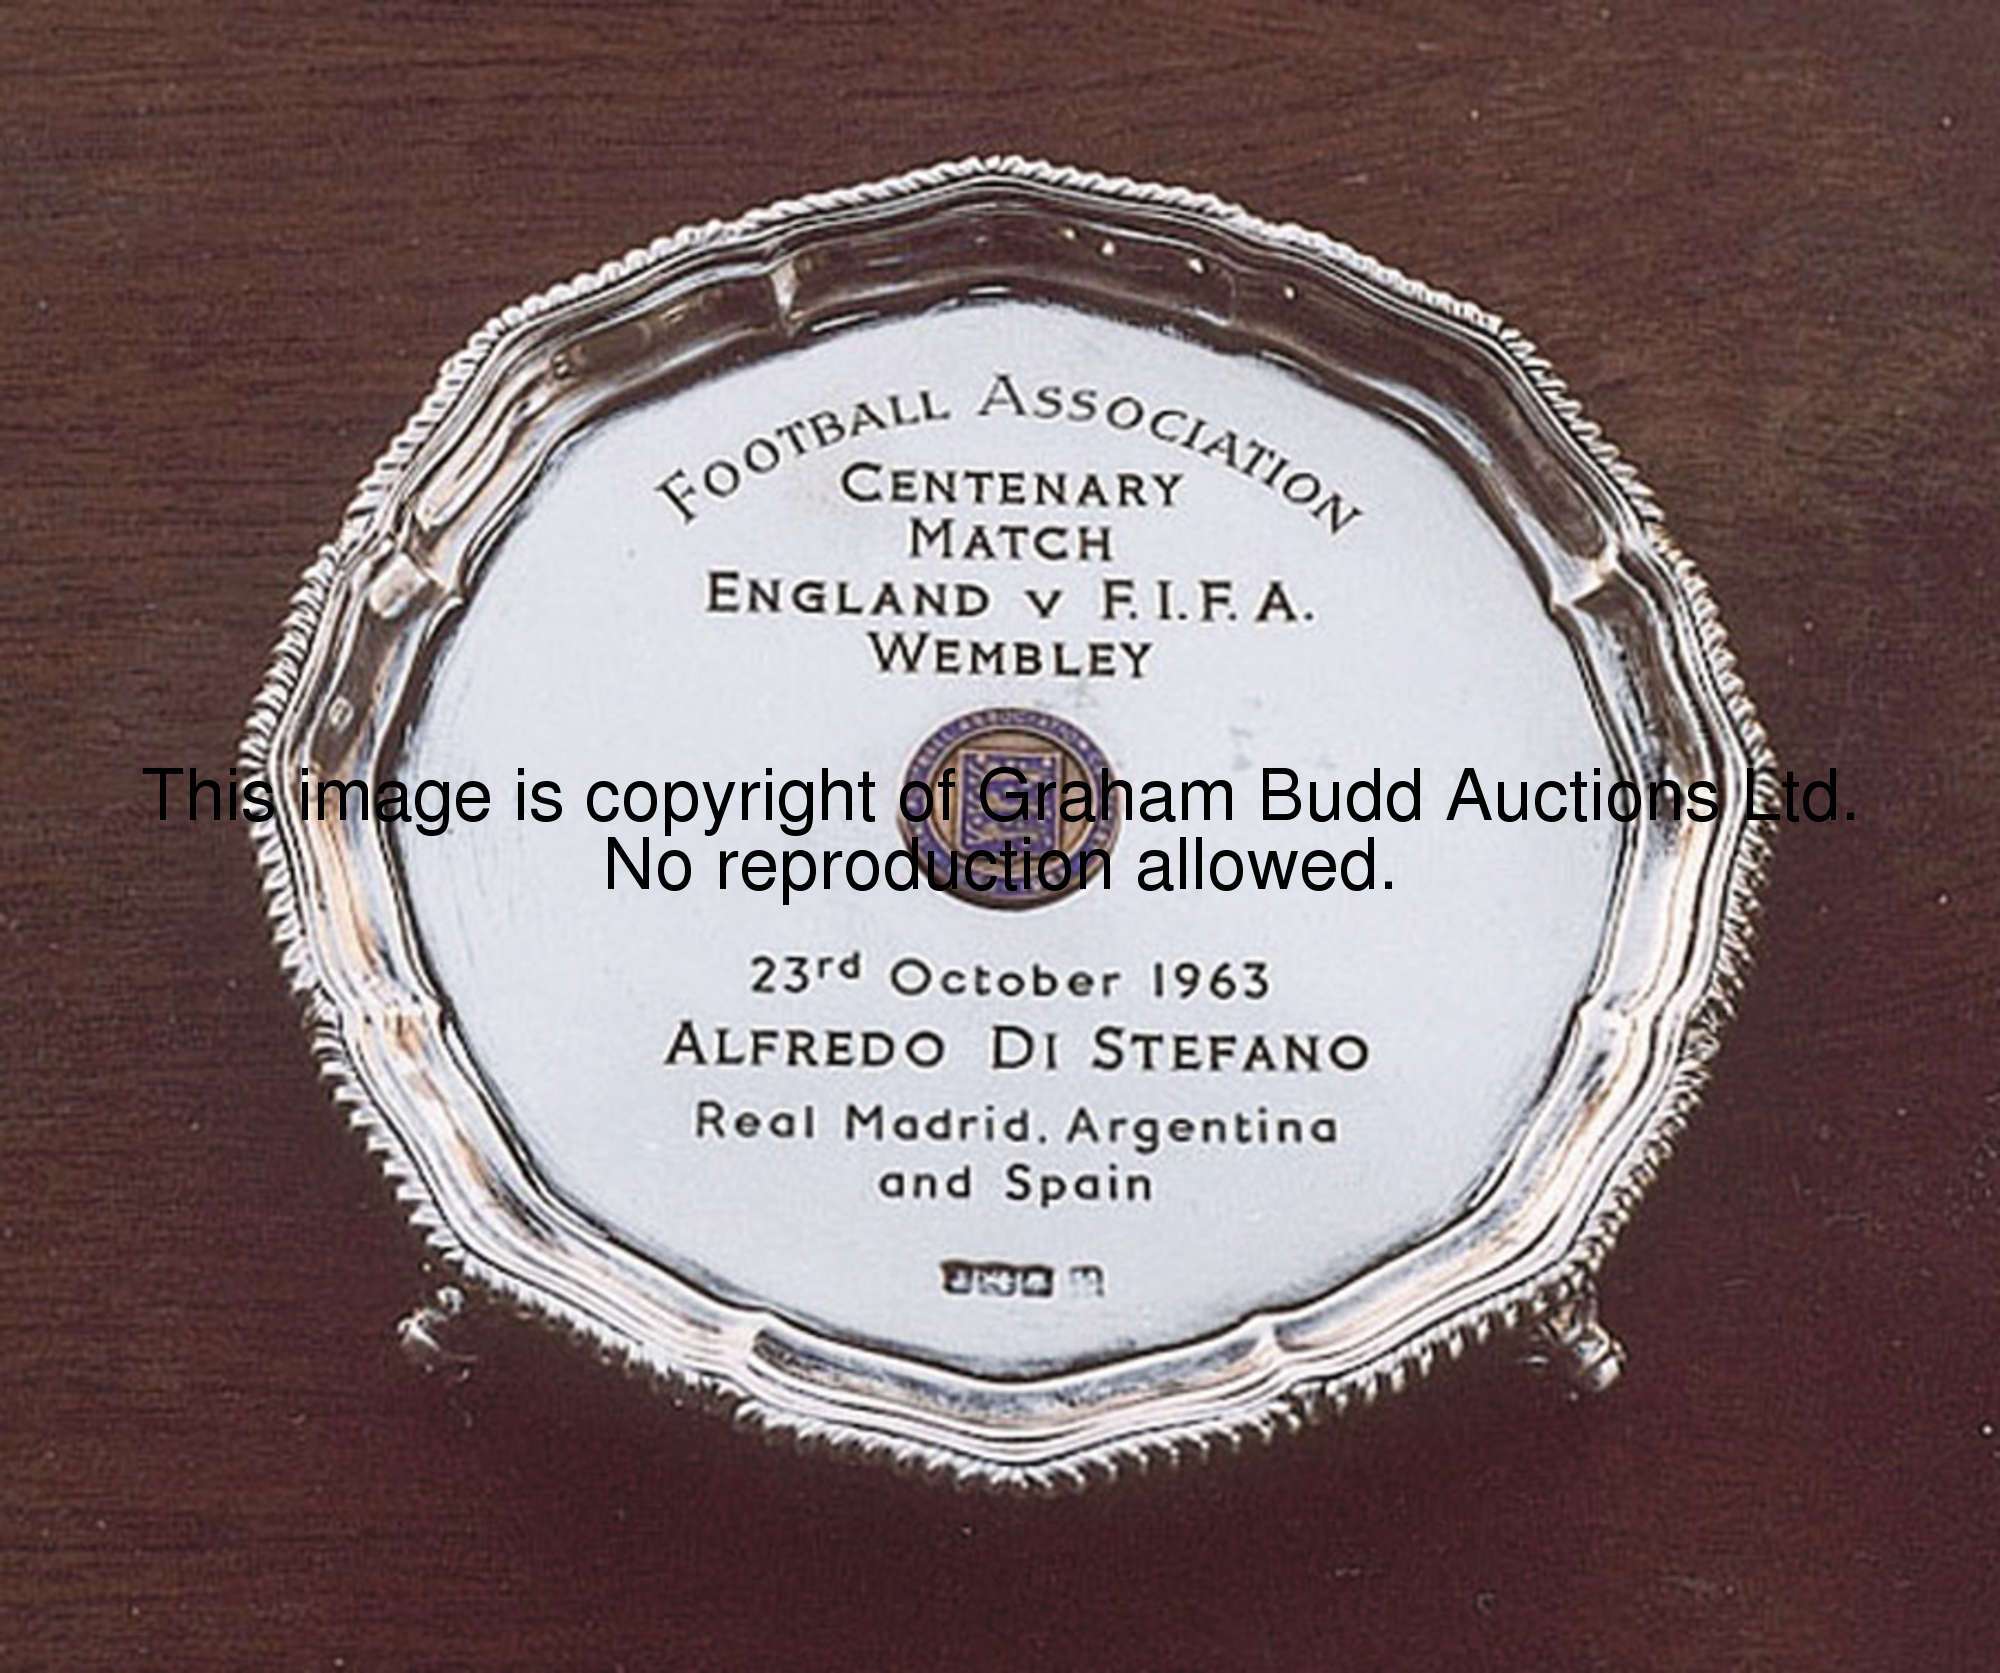 FOOTBALL ASSOCIATION
CENTENARY
MATCH
ENGLAND V F.I.F.A.
WEMBLEY
This image is copyright of Graham Budd Auctions Ltd.
No reproduction allowed.
23rd October 1963
ALFREDO DI STEFANO
Real Madrid. Argentina
and Spain